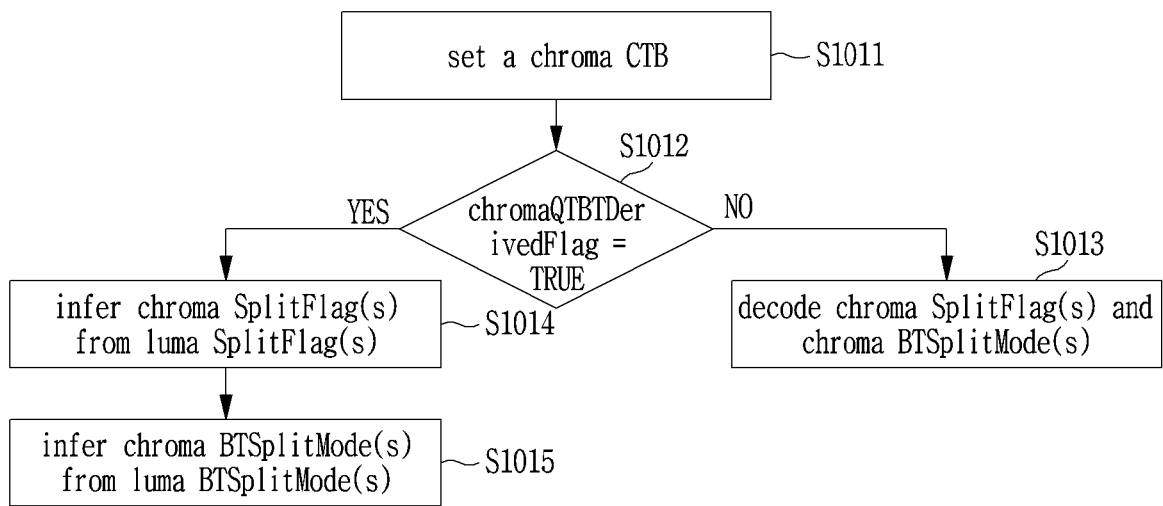 set a chroma CTB
S1011
S1012
YES
chromaQTBTDer
ivedFlag =
TRUE
NO
S1013
infer chroma SplitFlag(s)
from luma SplitFlag(s)
S1014
decode chroma SplitFlag(s) and
chroma BTSplitMode(s)
infer chroma BTSplitMode(s)
from luma BTSplitMode(s)
S1015